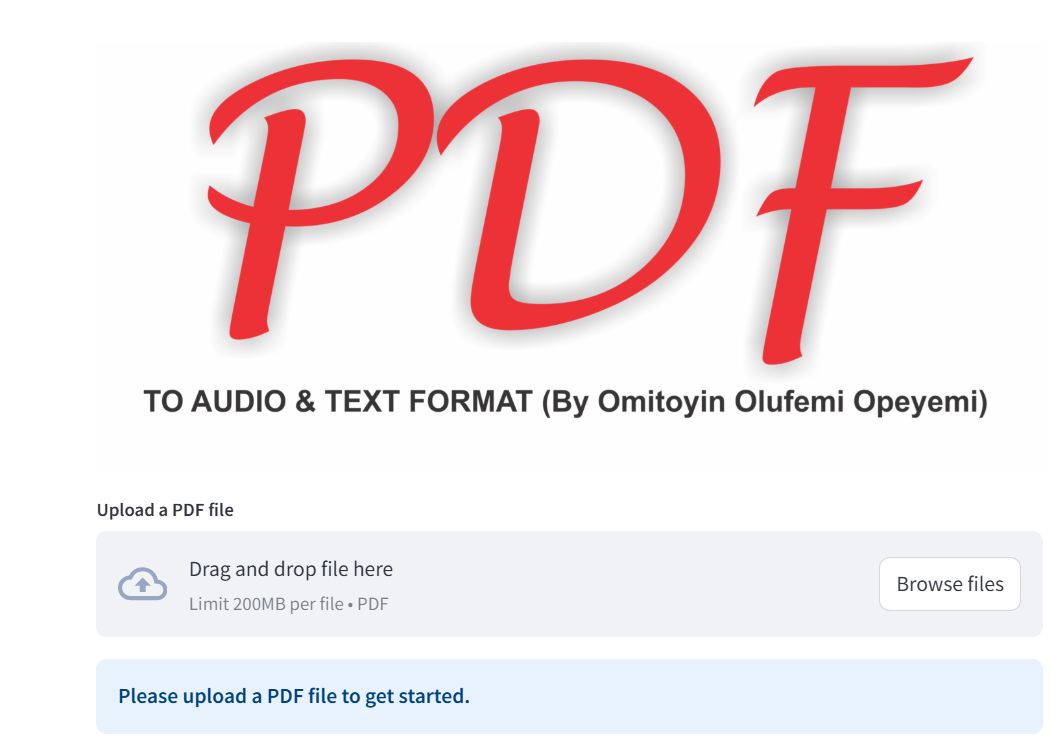 PDF
TO AUDIO & TEXT FORMAT (By Omitoyin Olufemi Opeyemi)
Upload a PDF file
Drag and drop file here
Limit 200MB per file • PDF
Browse files
Please upload a PDF file to get started.